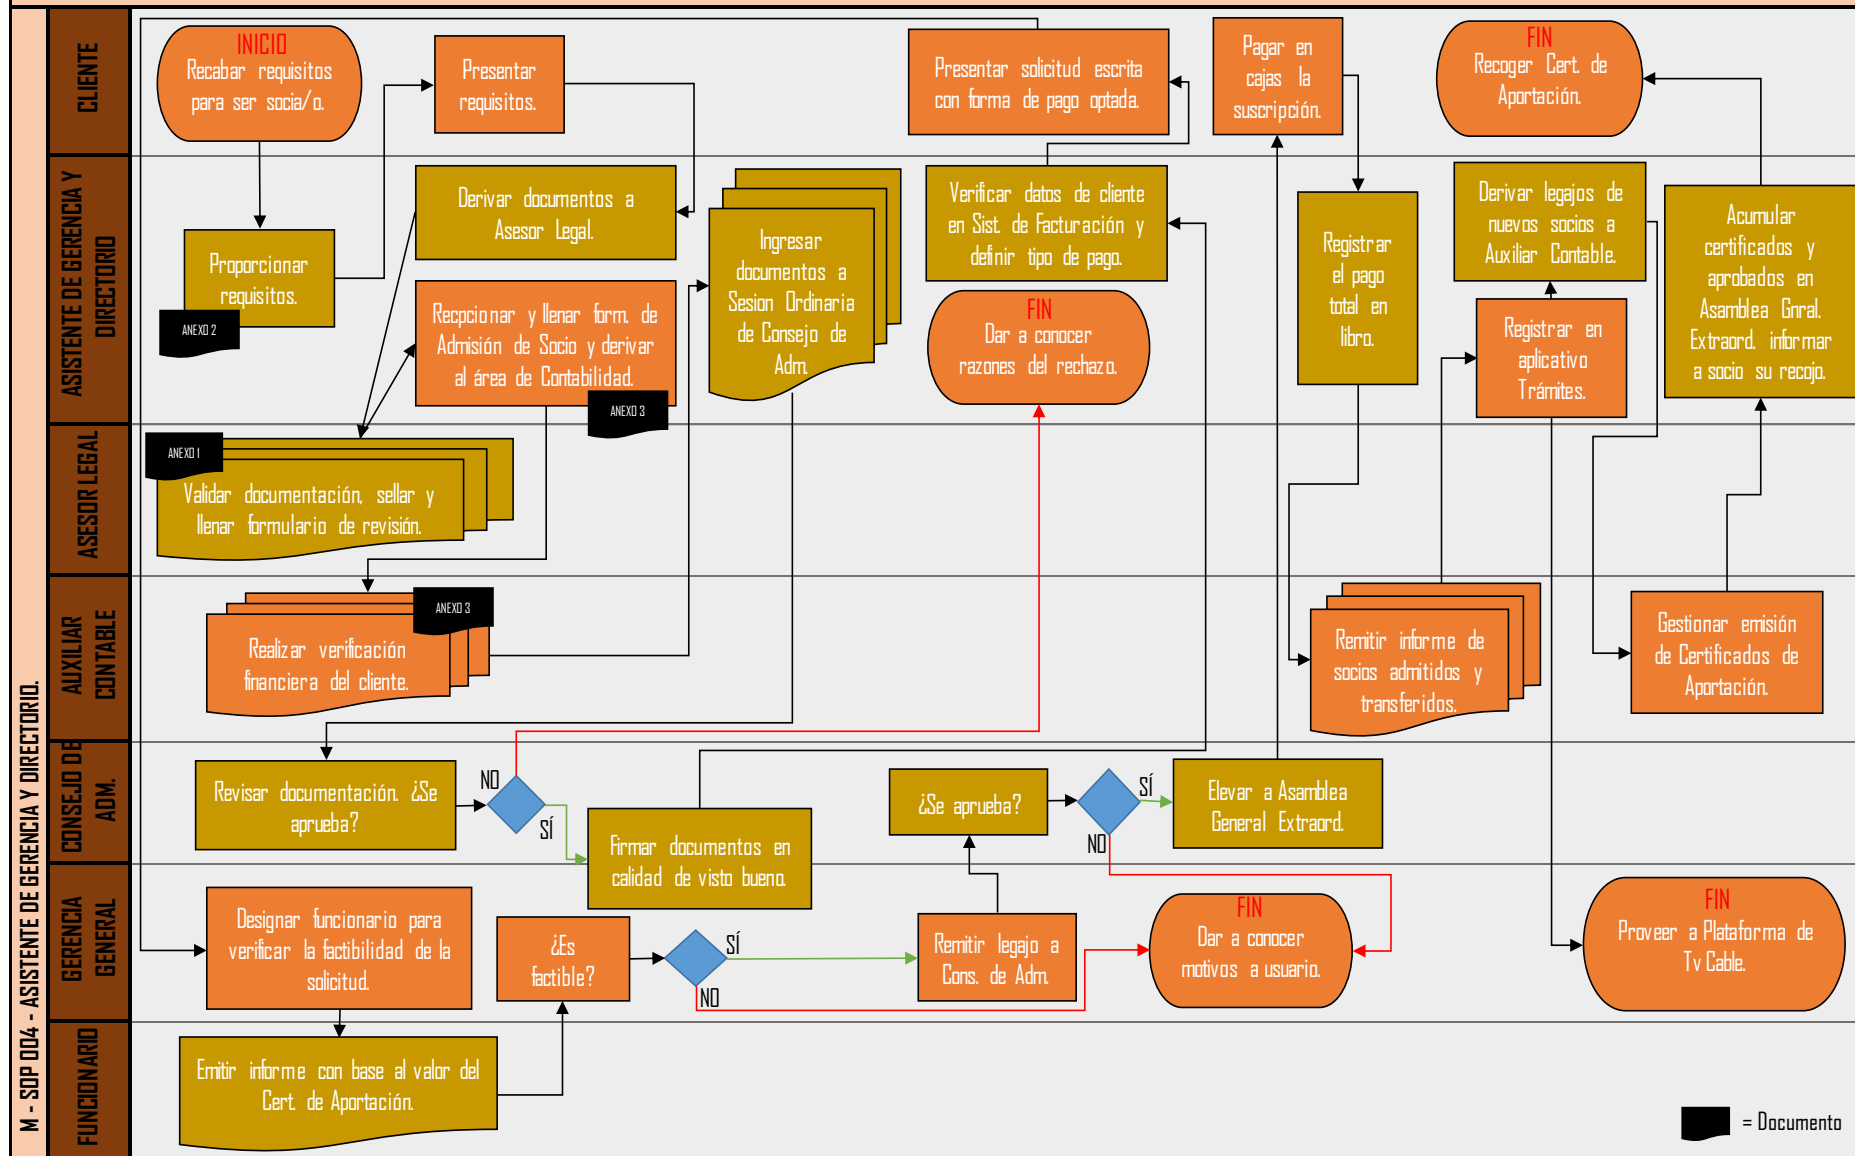 M - SOP 004 - ASISTENTE DE GERENCIA Y DIRECTORIO.
CLIENTE
INICIO
Recabar requisitos
para ser socia/o.
Presentar
requisitos.
Presentar solicitud escrita
con forma de pago optada.
Pagar en
cajas la
suscripción.
FIN
Recoger Cert. de
Aportación.
ASISTENTE DE GERENCIA Y
DIRECTORIO
Proporcionar
requisitos.
ANEXO 2
Derivar documentos a
Asesor Legal.
Recpcionar y llenar form. de
Admisión de Socio y derivar
al área de Contabilidad.
ANEXO 3
Ingresar
documentos a
Sesion Ordinaria
de Consejo de
Adm.
Verificar datos de cliente
en Sist. de Facturación y
definir tipo de pago.
FIN
Dar a conocer
razones del rechazo.
Registrar
el pago
total en
libro.
Derivar legajos de
nuevos socios a
Auxiliar Contable.
Registrar en
aplicativo
Trámites.
Acumular
certificados y
aprobados en
Asamblea Gnral.
Extraord. informar
a socio su recojo.
ASESOR LEGAL
ANEXO 1
Validar documentación, sellar y
llenar formulario de revisión.
AUXILIAR
CONTABLE
ANEXO 3
Realizar verificación
financiera del cliente.
Remitir informe de
socios admitidos y
transferidos.
Gestionar emisión
de Certificados de
Aportación.
CONSEJO DE
ADM.
Revisar documentación. ¿Se
aprueba?
NO
SÍ
Firmar documentos en
calidad de visto bueno.
¿Se aprueba?
SÍ
NO
Elevar a Asamblea
General Extraord.
GERENCIA
GENERAL
Designar funcionario para
verificar la factibilidad de la
solicitud.
¿Es
factible?
SÍ
NO
Remitir legajo a
Cons. de Adm.
FIN
Dar a conocer
motivos a usuario.
FIN
Proveer a Plataforma de
Tv Cable.
FUNCIONARIO
Emitir informe con base al valor del
Cert. de Aportación.
= Documento